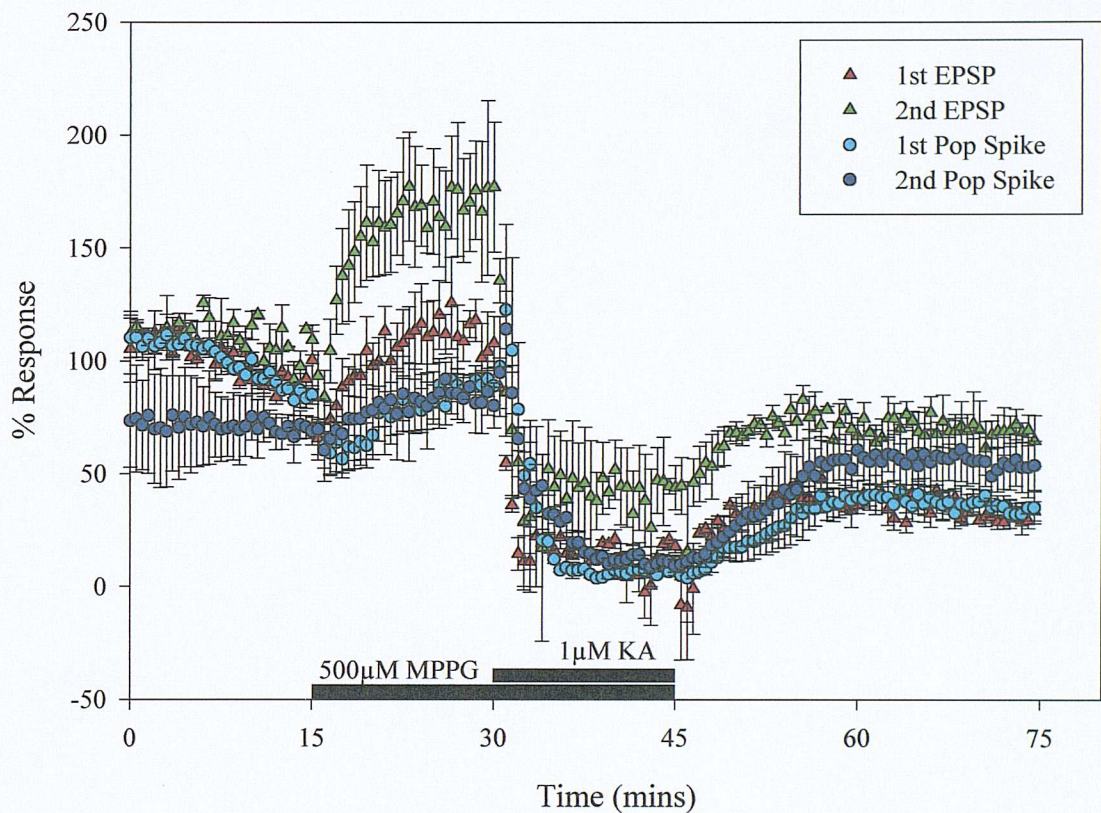 250
200
150
100
50
0
-50
% Response
1st EPSP
2nd EPSP
1st Pop Spike
2nd Pop Spike
1µM KA
500µM MPPG
0 15 30 45 60 75
Time (mins)